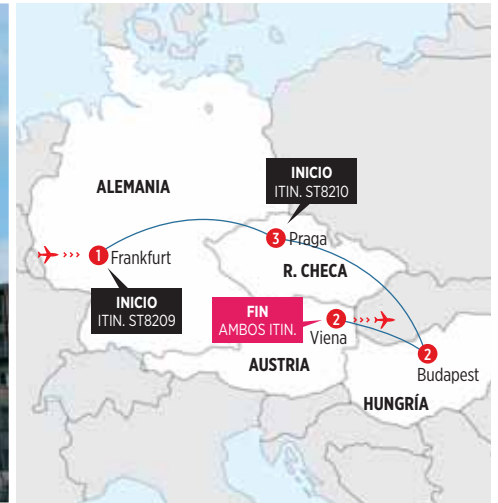 ALEMANIA
INICIO
ITIN. ST8210
3 Praga
1 Frankfurt
R. CHECA
INICIO
ITIN. ST8209
FIN
AMBOS ITIN.
2
Viena
2
Budapest
AUSTRIA
HUNGRÍA